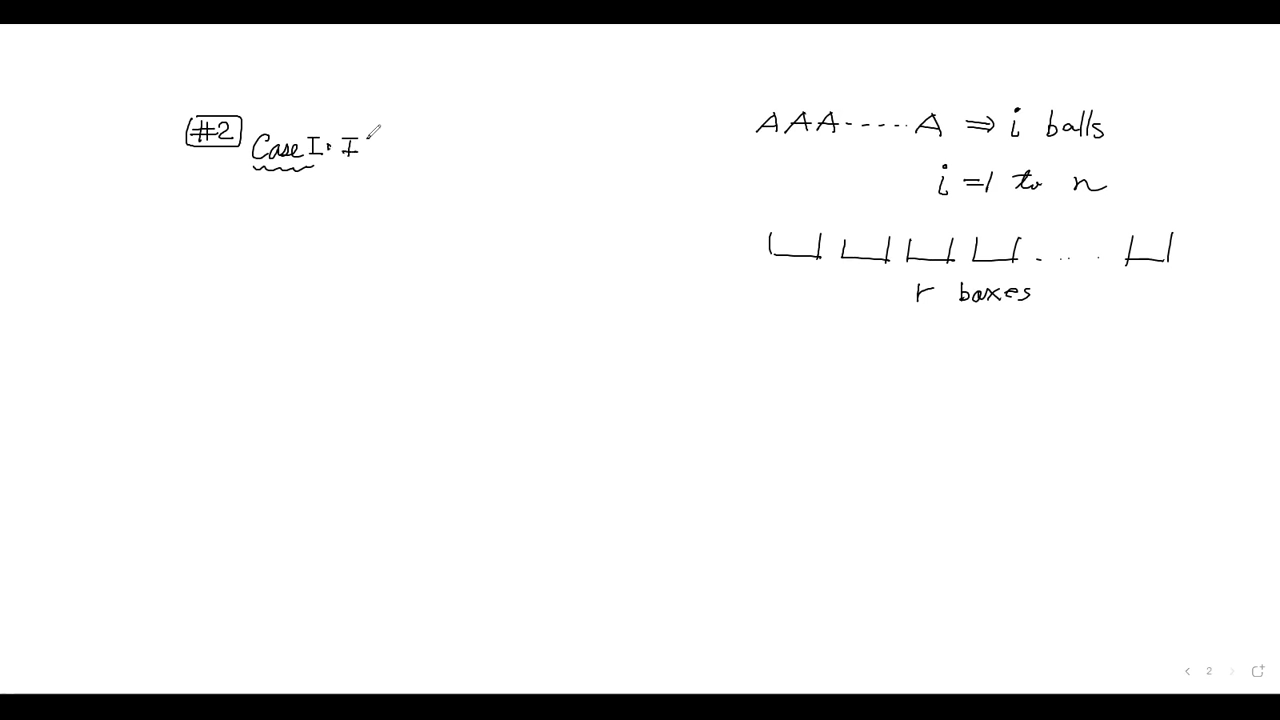 #2 Case I: I
AAA-----A ⇒ i balls
i = 1 to n
r boxes
2